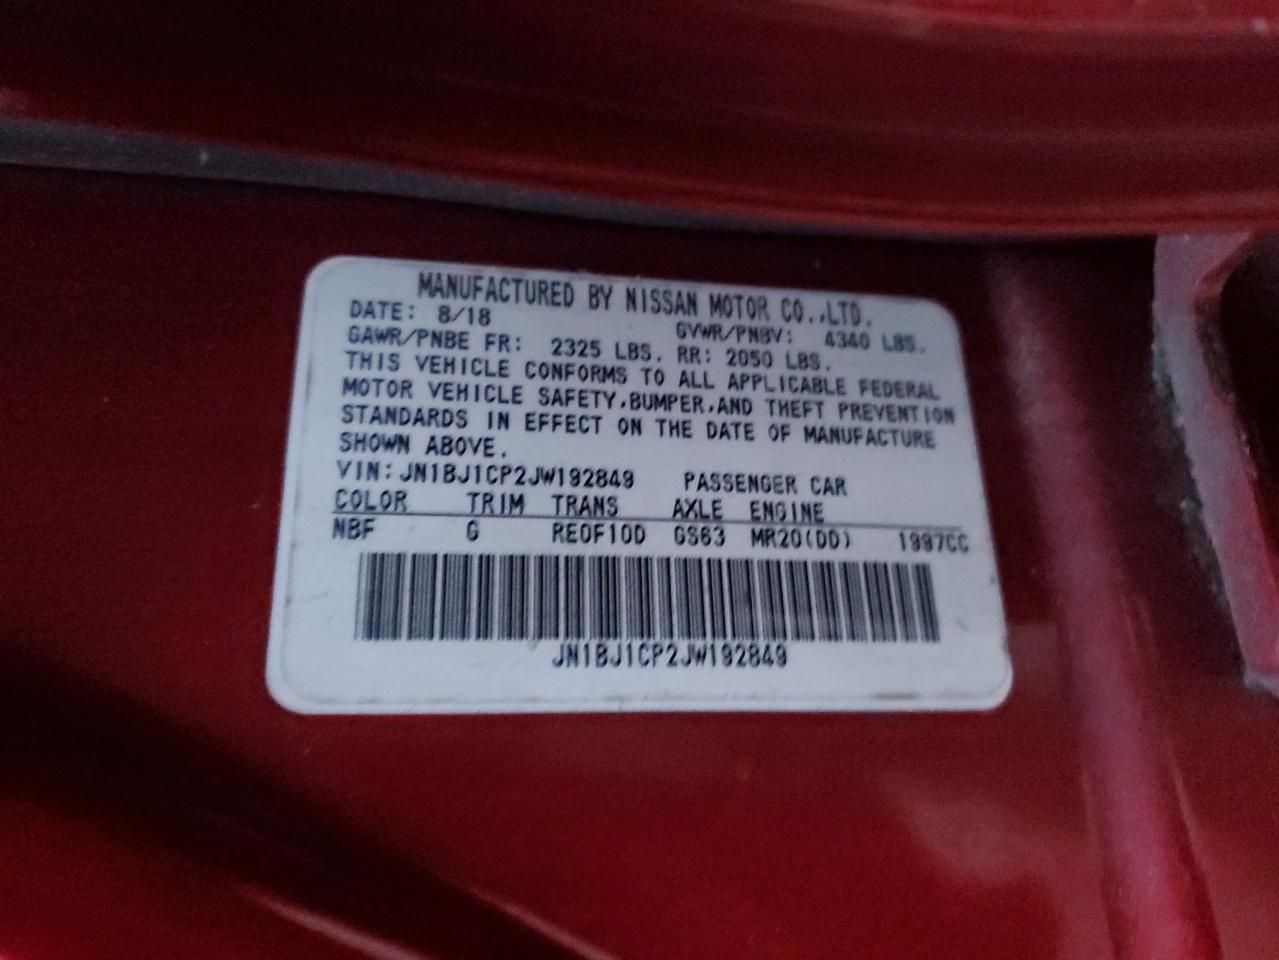 MANUFACTURED BY NISSAN MOTOR CO.,LTD.
DATE: 8/18 GVWR/PNBV: 4340 LBS.
GAWR/PNBE FR: 2325 LBS. RR: 2050 LBS.
THIS VEHICLE CONFORMS TO ALL APPLICABLE FEDERAL
MOTOR VEHICLE SAFETY,BUMPER,AND THEFT PREVENTION
STANDARDS IN EFFECT ON THE DATE OF MANUFACTURE
SHOWN ABOVE.
VIN:JN1BJ1CP2JW192849 PASSENGER CAR
COLOR TRIM TRANS AXLE ENGINE
NBF G RE0F10D GS63 MR20(DD) 1997CC
JN1BJ1CP2JW192849